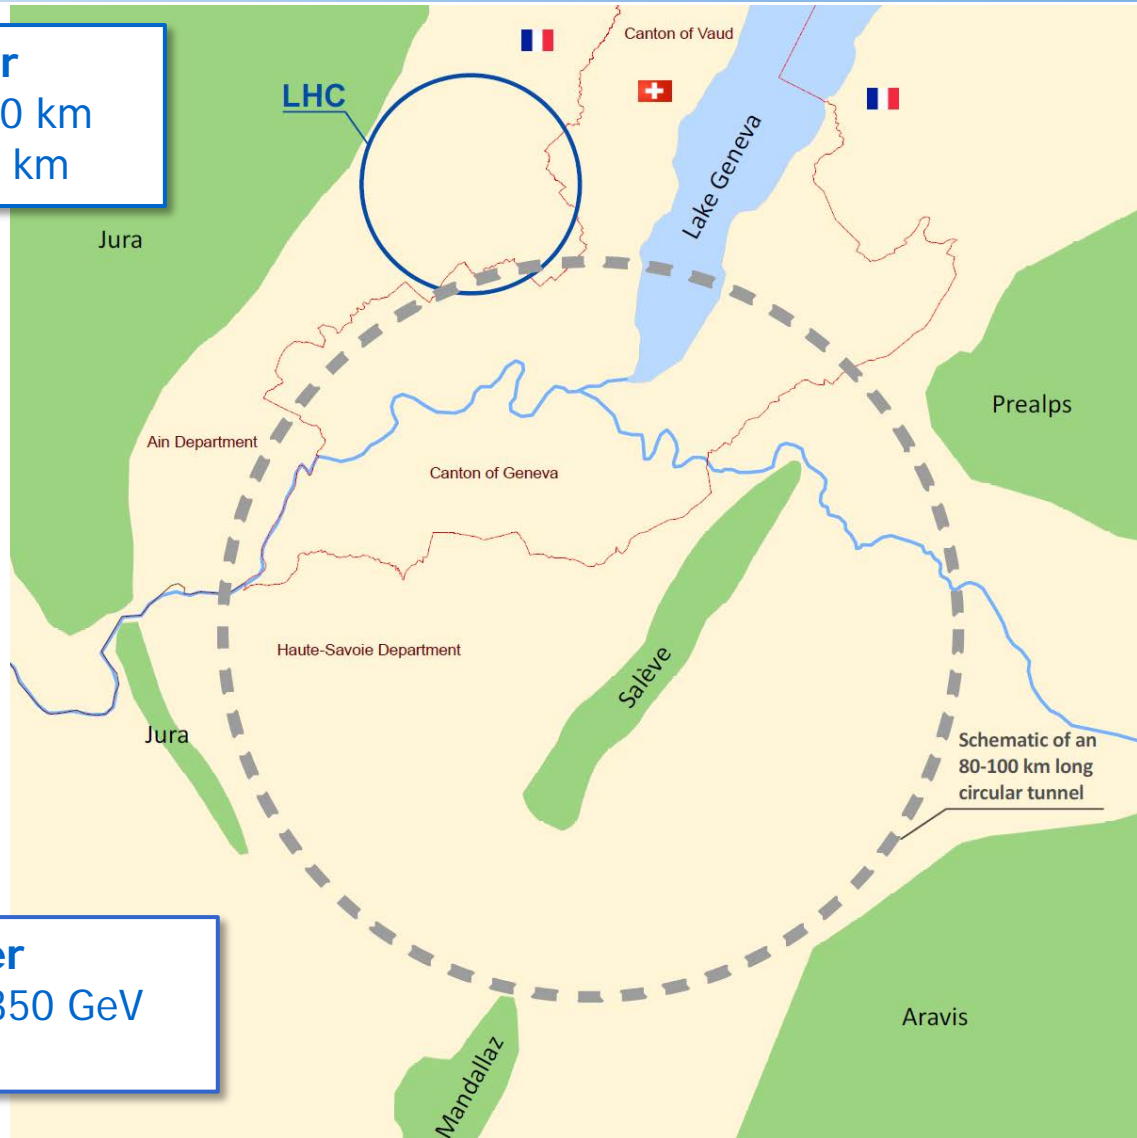 Canton of Vaud
LHC
0 km
km
Lake Geneva
Jura
Prealps
Ain Department
Canton of Geneva
Haute-Savoie Department
Salève
Jura
Schematic of an
80-100 km long
circular tunnel
350 GeV
Aravis
Mandallaz